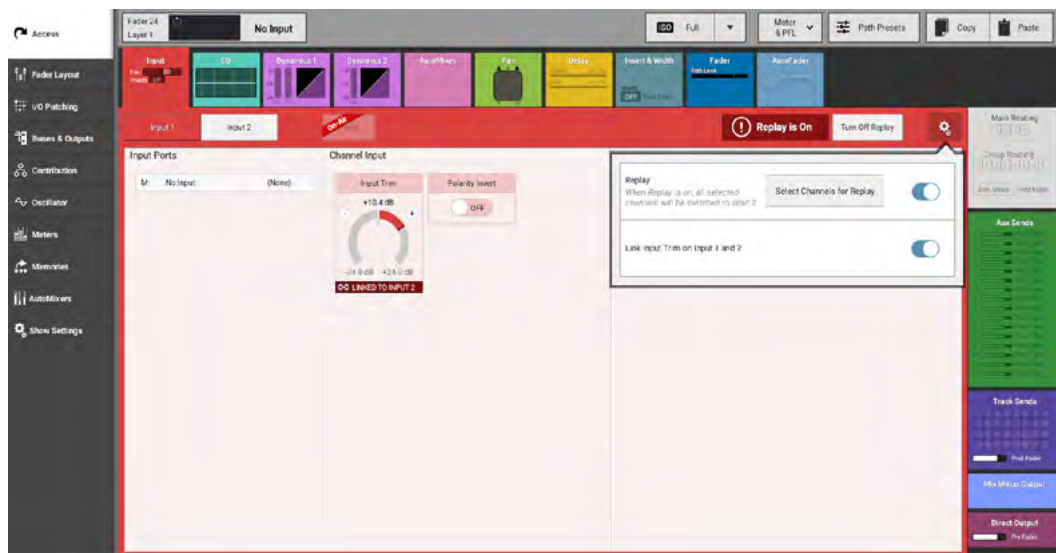 Access
Fader Layout
I/O Patching
Buses & Outputs
Contribution
Oscillator
Meters
Memories
AutoMixers
Show Settings
Fader 24
Layer 1
No Input
ISO
Full
Meter
& PFL
Path Presets
Copy
Paste
Input
EQ
Dynamics 1
Dynamics 2
AutoMixer
Pan
Delay
Insert & Width
OFF
Fader
AutoFader
Input 1
Input 2
On Air
Replay is On
Turn Off Replay
Input Ports
M: No Input (None)
Channel Input
Input Trim
+10.4 dB
- +
-24.0 dB +24.0 dB
LINKED TO INPUT 2
Polarity Invert
OFF
Replay
When Replay is on, all selected
channels will be switched to input 2
Select Channels for Replay
Link Input Trim on Input 1 and 2
Main Routing
Group Routing
Aux Sends
Track Sends
Post Fader
Mix Minus Output
Direct Output
Pre Fader